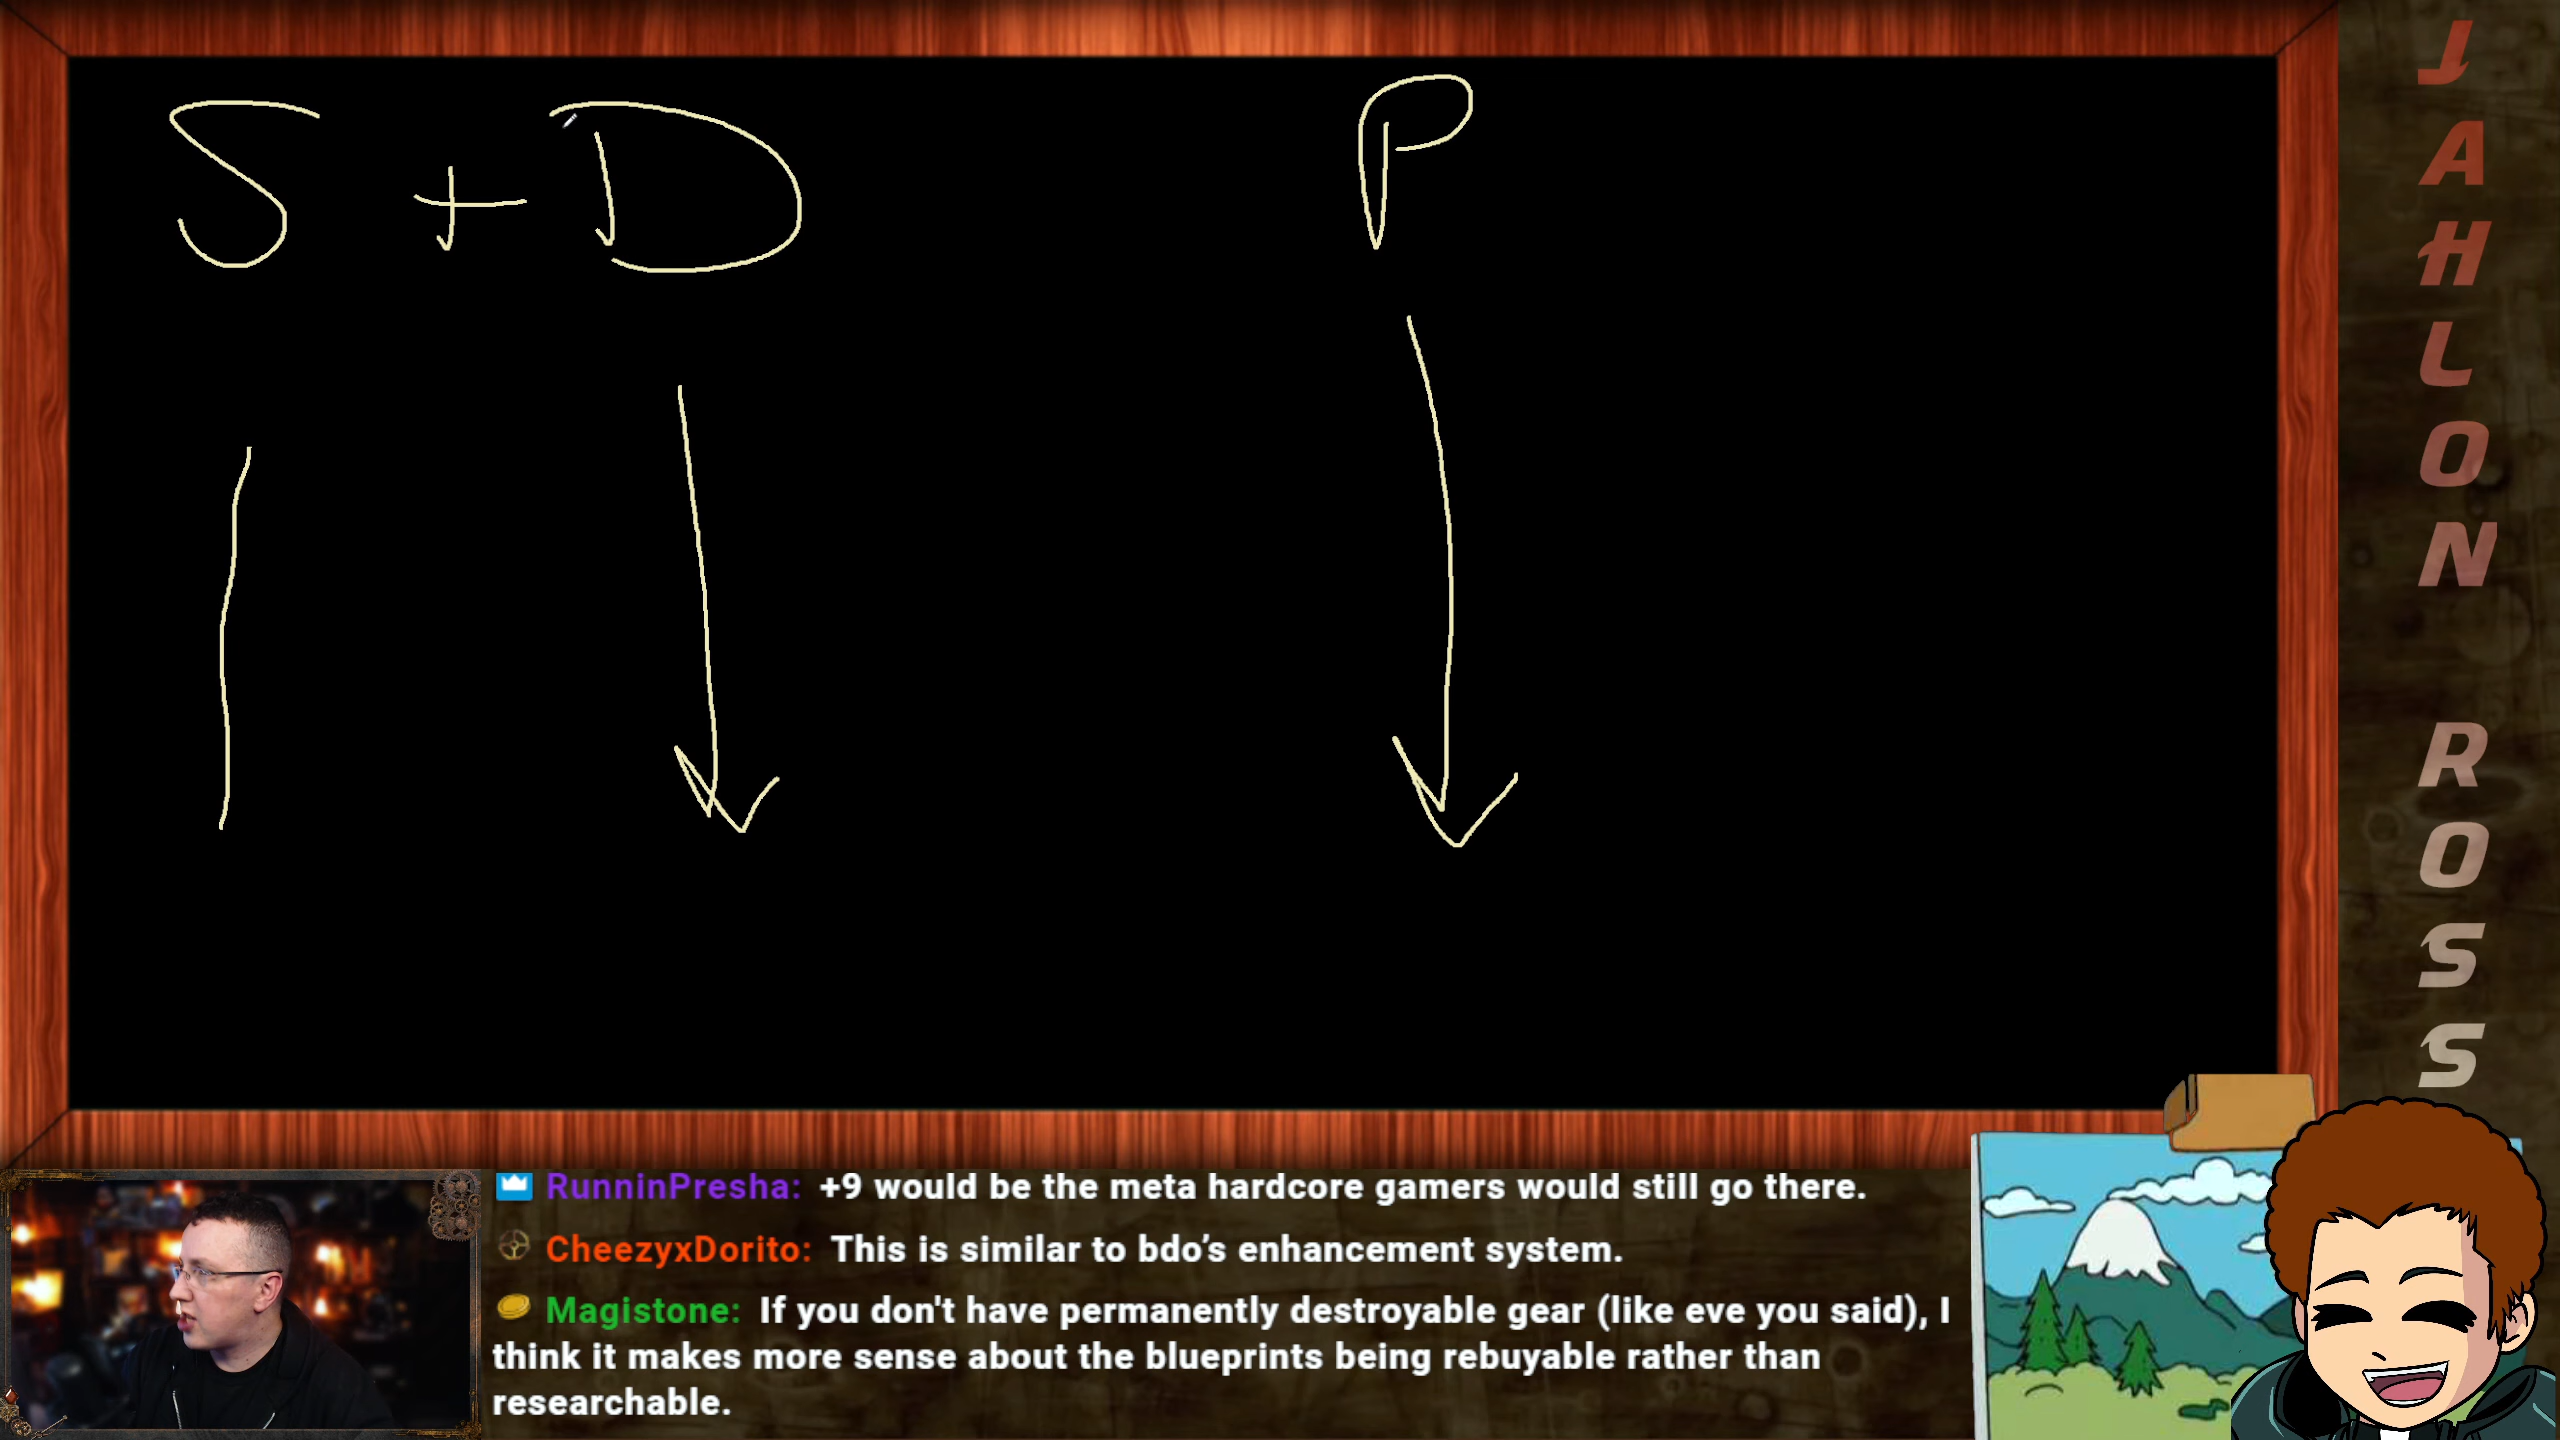 S + D P
JAHLON ROSS
RunninPresha: +9 would be the meta hardcore gamers would still go there.
CheezyxDorito: This is similar to bdo’s enhancement system.
Magistone: If you don't have permanently destroyable gear (like eve you said), I
think it makes more sense about the blueprints being rebuyable rather than
researchable.